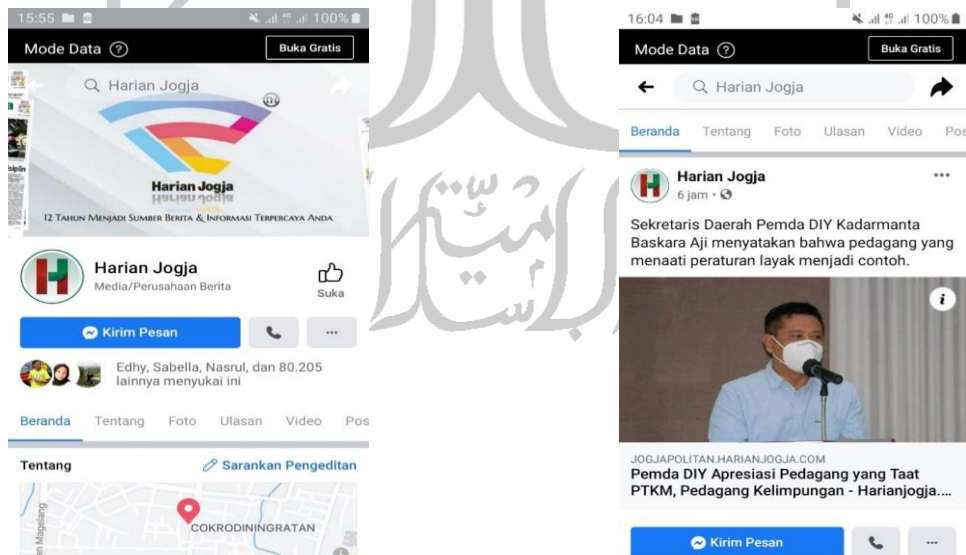 15:55
100%
Mode Data
Buka Gratis
Harian Jogja
Harian Jogja
12 TAHUN MENJADI SUMBER BERITA & INFORMASI TERPERCAYA ANDA
Harian Jogja
Media/Perusahaan Berita
Suka
Kirim Pesan
Edhy, Sabella, Nasrul, dan 80.205
lainnya menyukai ini
Beranda Tentang Foto Ulasan Video Pos
Tentang
Sarankan Pengeditan
COKRODININGRATAN
Magelang
16:04
100%
Mode Data
Buka Gratis
Harian Jogja
Beranda Tentang Foto Ulasan Video Pos
Harian Jogja
6 jam
Sekretaris Daerah Pemda DIY Kadarmanta
Baskara Aji menyatakan bahwa pedagang yang
menaati peraturan layak menjadi contoh.
JOGJAPOLITAN.HARIANJOGJA.COM
Pemda DIY Apresiasi Pedagang yang Taat
PTKM, Pedagang Kelimpungan - Harianjogja....
Kirim Pesan